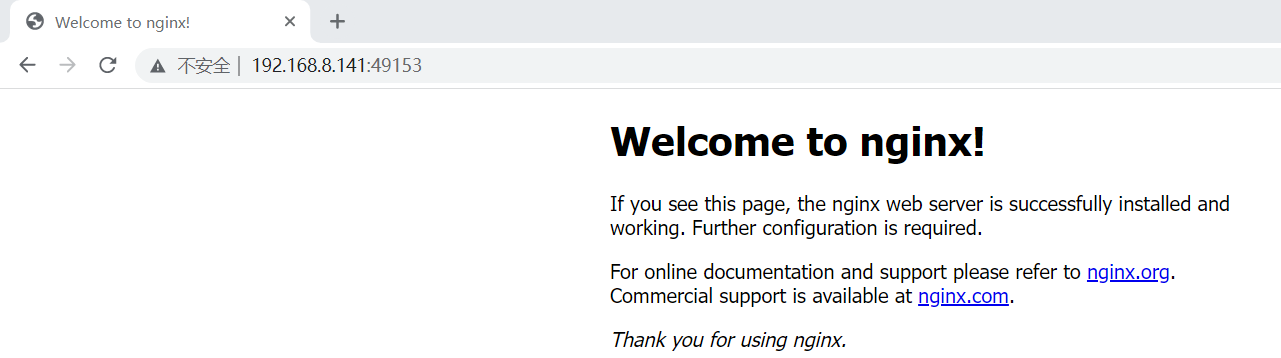 Welcome to nginx!
不安全 | 192.168.8.141:49153
Welcome to nginx!
If you see this page, the nginx web server is successfully installed and
working. Further configuration is required.
For online documentation and support please refer to nginx.org.
Commercial support is available at nginx.com.
Thank you for using nginx.